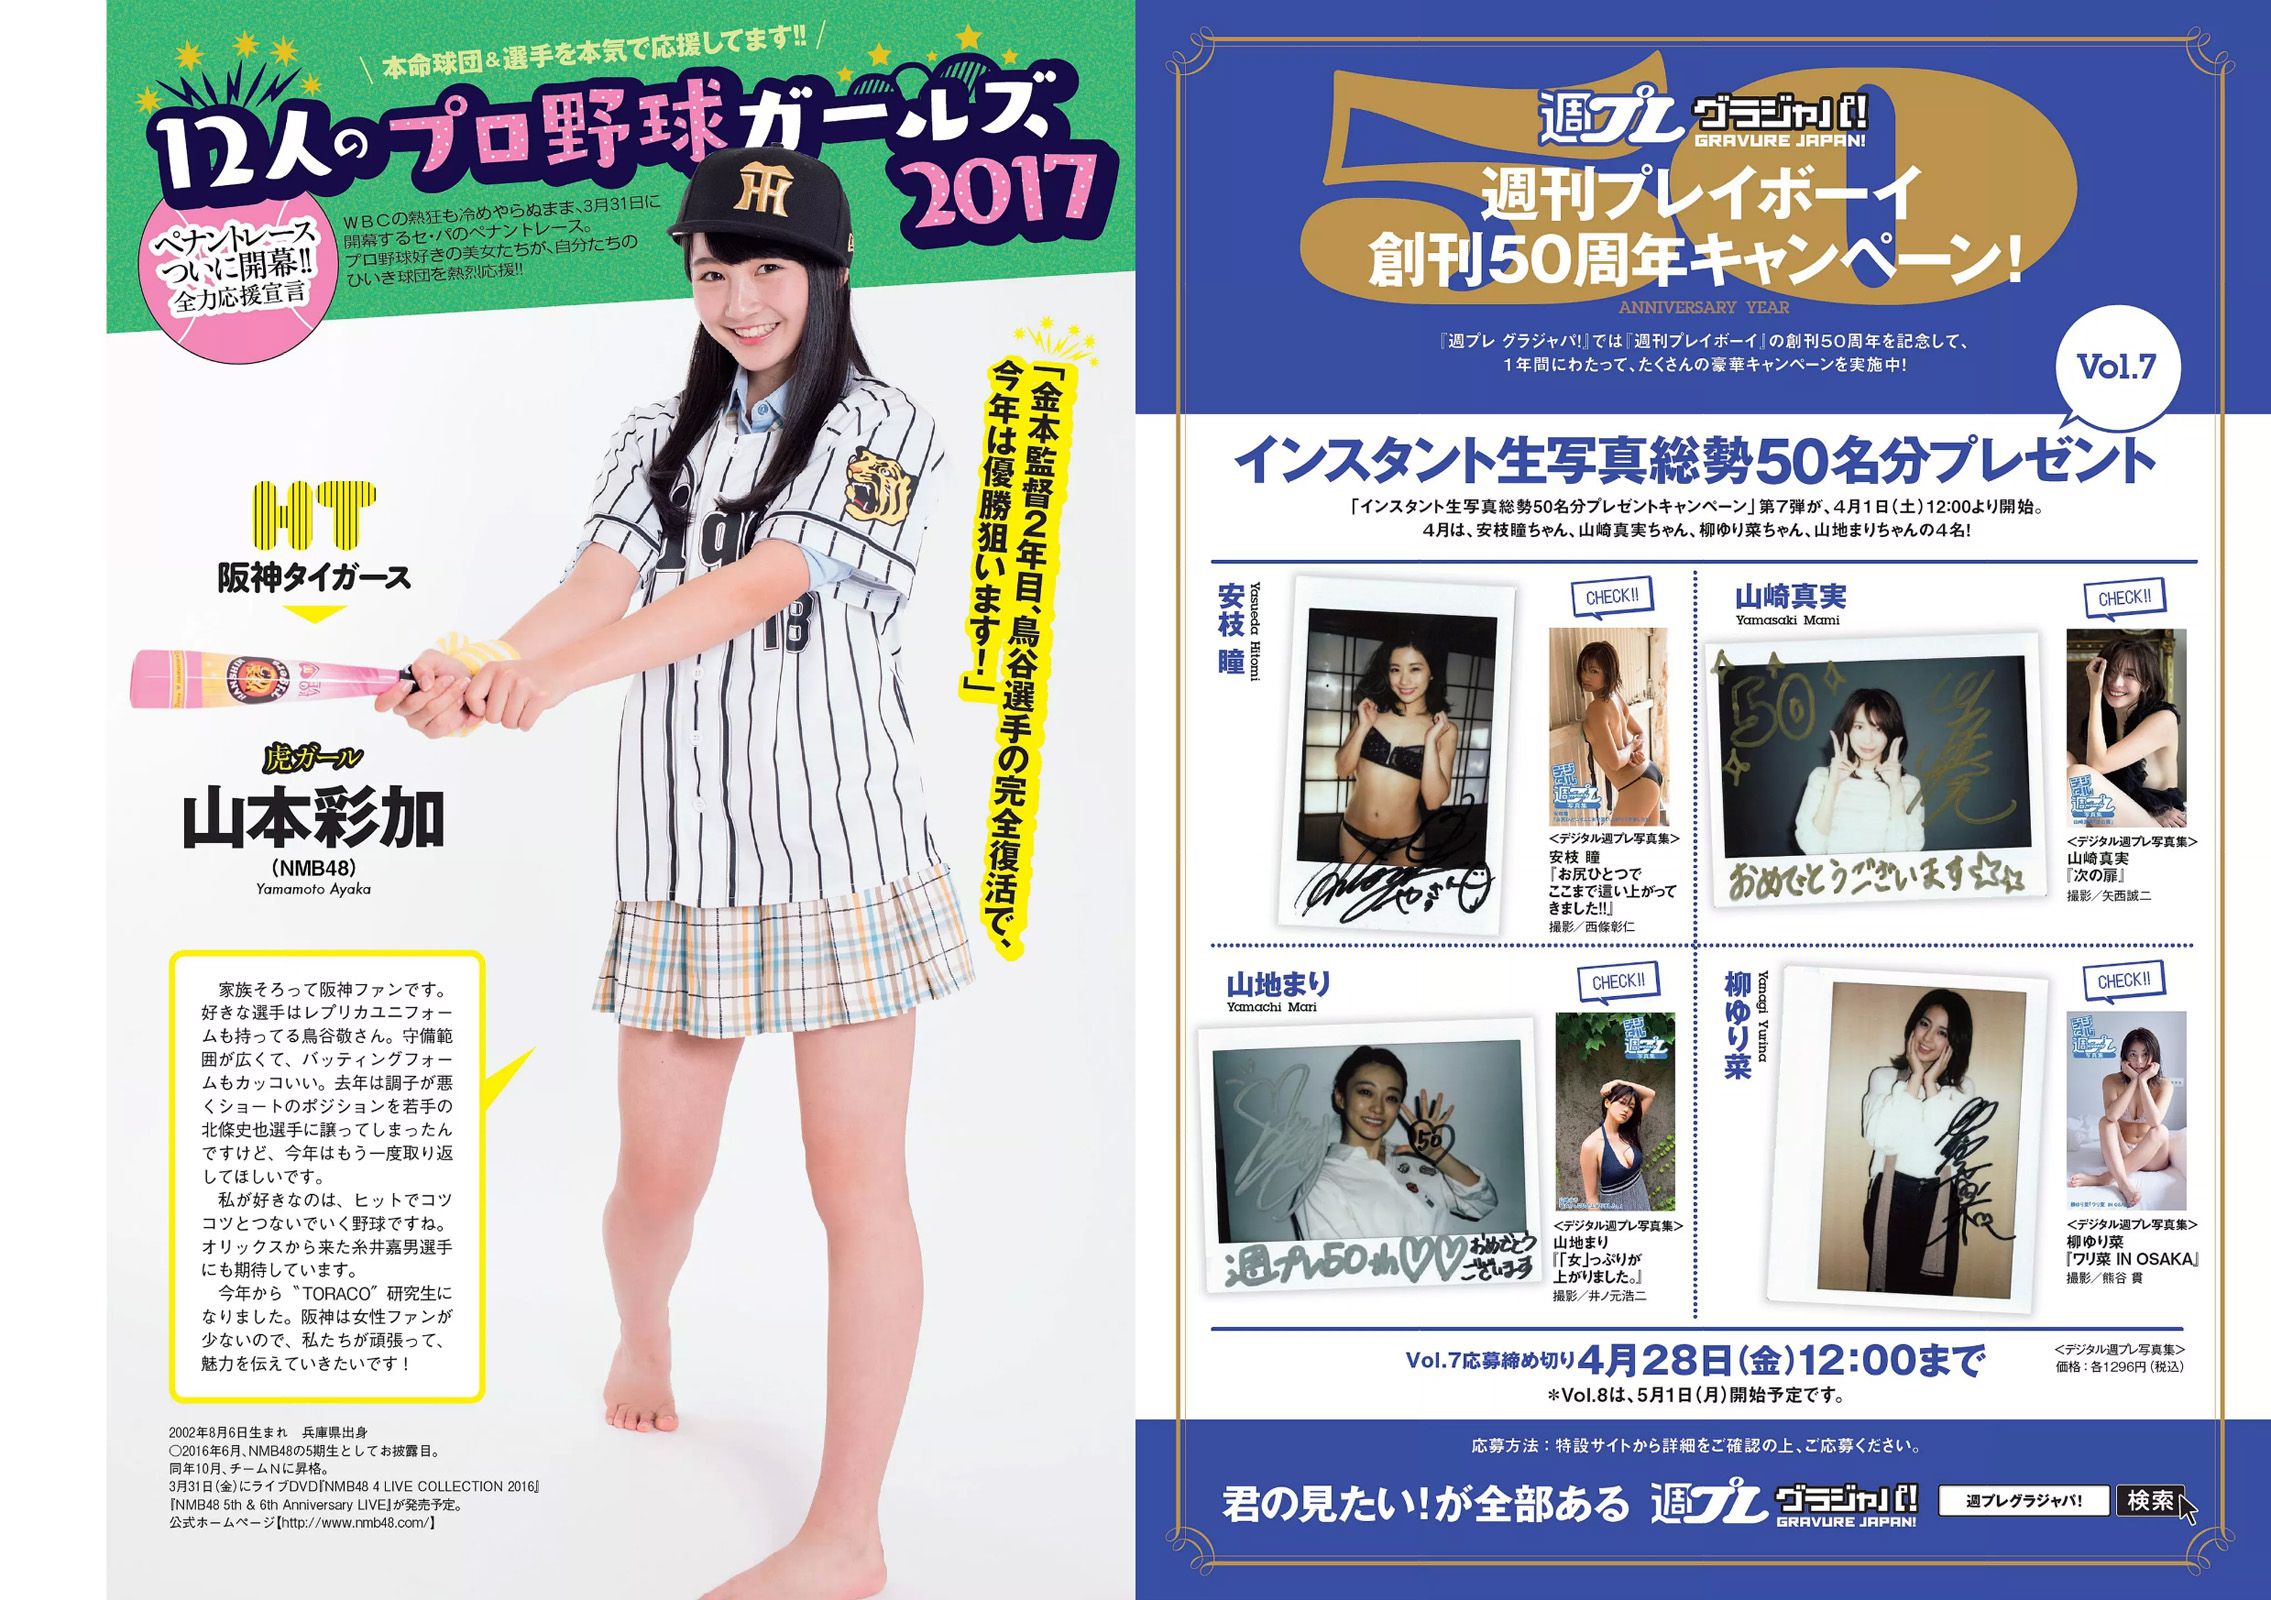 本命球団&選手を本気で応援してます!!
12人のプロ野球ガールズ
2017
ペナントレース
ついに開幕!!
全力応援宣言
WBCの熱狂も冷めやらぬまま、3月31日に
開幕するセ・パのペナントレース。
プロ野球好きの美女たちが、自分たちの
ひいき球団を熱烈応援!!
「金本監督2年目、鳥谷選手の完全復活で、
今年は優勝狙います!」
HT
阪神タイガース
虎ガール
山本彩加
(NMB48)
Yamamoto Ayaka
家族そろって阪神ファンです。
好きな選手はレプリカユニフォー
ムも持ってる鳥谷敬さん。守備範
囲が広くて、バッティングフォー
ムもカッコいい。去年は調子が悪
くショートのポジションを若手の
北條史也選手に譲ってしまったん
ですけど、今年はもう一度取り返
してほしいです。
私が好きなのは、ヒットでコツ
コツとつないでいく野球ですね。
オリックスから来た糸井嘉男選手
にも期待しています。
今年から〝TORACO〟研究生に
なりました。阪神は女性ファンが
少ないので、私たちが頑張って、
魅力を伝えていきたいです!
2002年8月6日生まれ 兵庫県出身
○2016年6月、NMB48の5期生としてお披露目。
同年10月、チームNに昇格。
3月31日(金)にライブDVD『NMB48 4 LIVE COLLECTION 2016』
『NMB48 5th & 6th Anniversary LIVE』が発売予定。
公式ホームページ【http://www.nmb48.com/】
50
週プレ グラジャパ!
GRAVURE JAPAN!
週刊プレイボーイ
創刊50周年キャンペーン!
ANNIVERSARY YEAR
『週プレ グラジャパ!』では『週刊プレイボーイ』の創刊50周年を記念して、
1年間にわたって、たくさんの豪華キャンペーンを実施中!
Vol.7
インスタント生写真総勢50名分プレゼント
「インスタント生写真総勢50名分プレゼントキャンペーン」第7弾が、4月1日(土)12:00より開始。
4月は、安枝瞳ちゃん、山崎真実ちゃん、柳ゆり菜ちゃん、山地まりちゃんの4名!
安枝 瞳
Yasueda Hitomi
CHECK!!
<デジタル週プレ写真集>
安枝 瞳
『お尻ひとつで
ここまで這い上がって
きました!!』
撮影/西條彰仁
山崎真実
Yamasaki Mami
CHECK!!
50
おめでとうございます
<デジタル週プレ写真集>
山崎真実
『次の扉』
撮影/矢西誠二
山地まり
Yamachi Mari
CHECK!!
50
週プレ50th♡♡おめでとう
ございます
<デジタル週プレ写真集>
山地まり
『「女」っぷりが
上がりました。』
撮影/井ノ元浩二
柳ゆり菜
Yanagi Yurina
CHECK!!
<デジタル週プレ写真集>
柳ゆり菜
『ワリ菜 IN OSAKA』
撮影/熊谷 貫
Vol.7応募締め切り4月28日(金)12:00まで
*Vol.8は、5月1日(月)開始予定です。
<デジタル週プレ写真集>
価格:各1296円(税込)
応募方法:特設サイトから詳細をご確認の上、ご応募ください。
君の見たい!が全部ある 週プレ グラジャパ!
GRAVURE JAPAN!
週プレグラジャパ! 検索